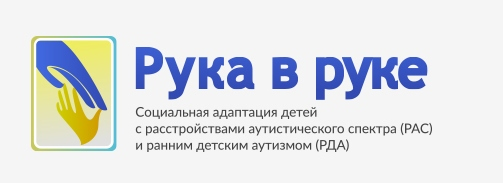 Рука в руке
Социальная адаптация детей
с расстройствами аутистического спектра (РАС)
и ранним детским аутизмом (РДА)